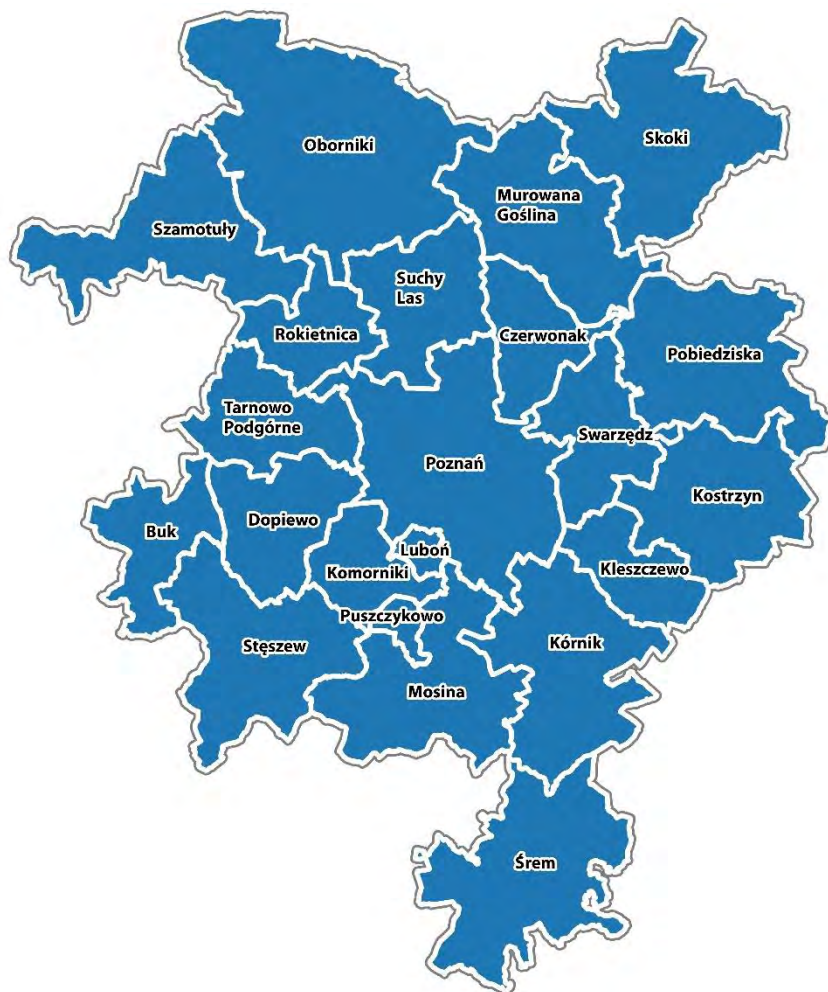 Skoki
Oborniki
Murowana
Goślina
Szamotuły
Suchy
Las
Rokietnica
Czerwonak
Pobiedziska
Tarnowo
Podgórne
Swarzędz
Poznań
Kostrzyn
Buk
Dopiewo
Luboń
Komorniki
Kleszczewo
Puszczykowo
Stęszew
Kórnik
Mosina
Śrem